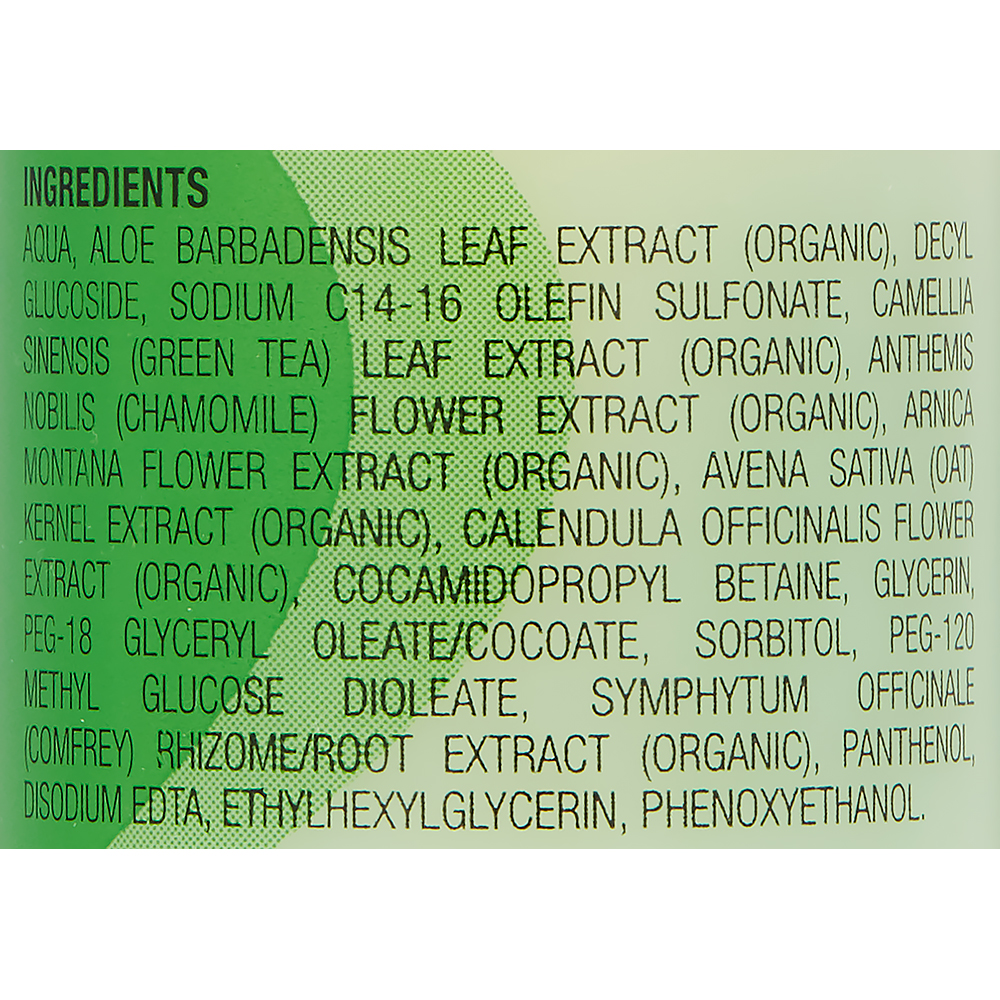 INGREDIENTS
AQUA, ALOE BARBADENSIS LEAF EXTRACT (ORGANIC), DECYL
GLUCOSIDE, SODIUM C14-16 OLEFIN SULFONATE, CAMELLIA
SINENSIS (GREEN TEA) LEAF EXTRACT (ORGANIC), ANTHEMIS
NOBILIS (CHAMOMILE) FLOWER EXTRACT (ORGANIC), ARNICA
MONTANA FLOWER EXTRACT (ORGANIC), AVENA SATIVA (OAT)
KERNEL EXTRACT (ORGANIC), CALENDULA OFFICINALIS FLOWER
EXTRACT (ORGANIC), COCAMIDOPROPYL BETAINE, GLYCERIN,
PEG-18 GLYCERYL OLEATE/COCOATE, SORBITOL, PEG-120
METHYL GLUCOSE DIOLEATE, SYMPHYTUM OFFICINALE
(COMFREY) RHIZOME/ROOT EXTRACT (ORGANIC), PANTHENOL,
DISODIUM EDTA, ETHYLHEXYLGLYCERIN, PHENOXYETHANOL.